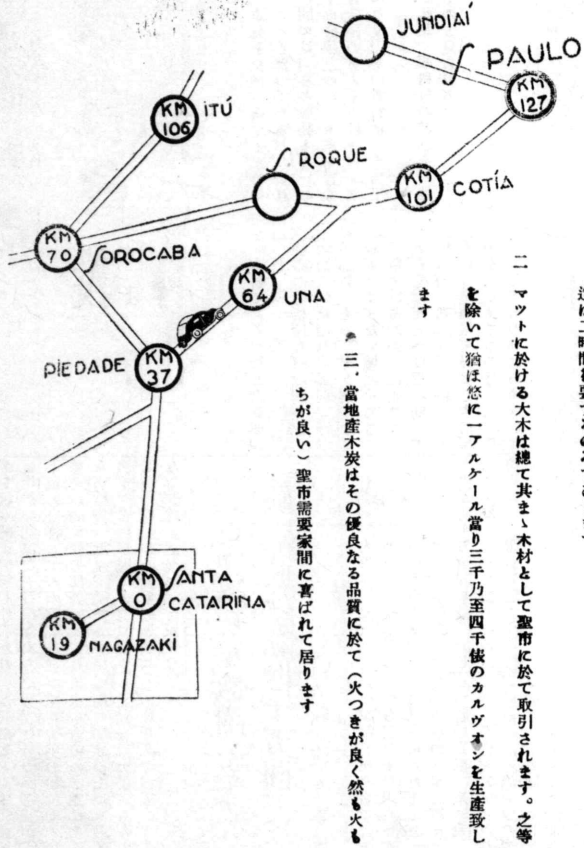 JUNDIAÍ
S PAULO
KM 127
KM 106
ITÚ
S ROQUE
KM 101
COTÍA
KM 70
SOROCABA
KM 64
UNA
PIEDADE
KM 37
KM 0
SANTA
CATARINA
KM 19
NAGAZAKÍ
二 マツトに於ける大木は總て其まゝ木材として聖市に於て取引されます。之等
を除いて猶ほ悠に一アルケール當り三千乃至四千俵のカルヴオンを生産致し
ます
三、當地産木炭はその優良なる品質に於て(火つきが良く然も火も
ちが良い)聖市需要家間に喜ばれて居ります